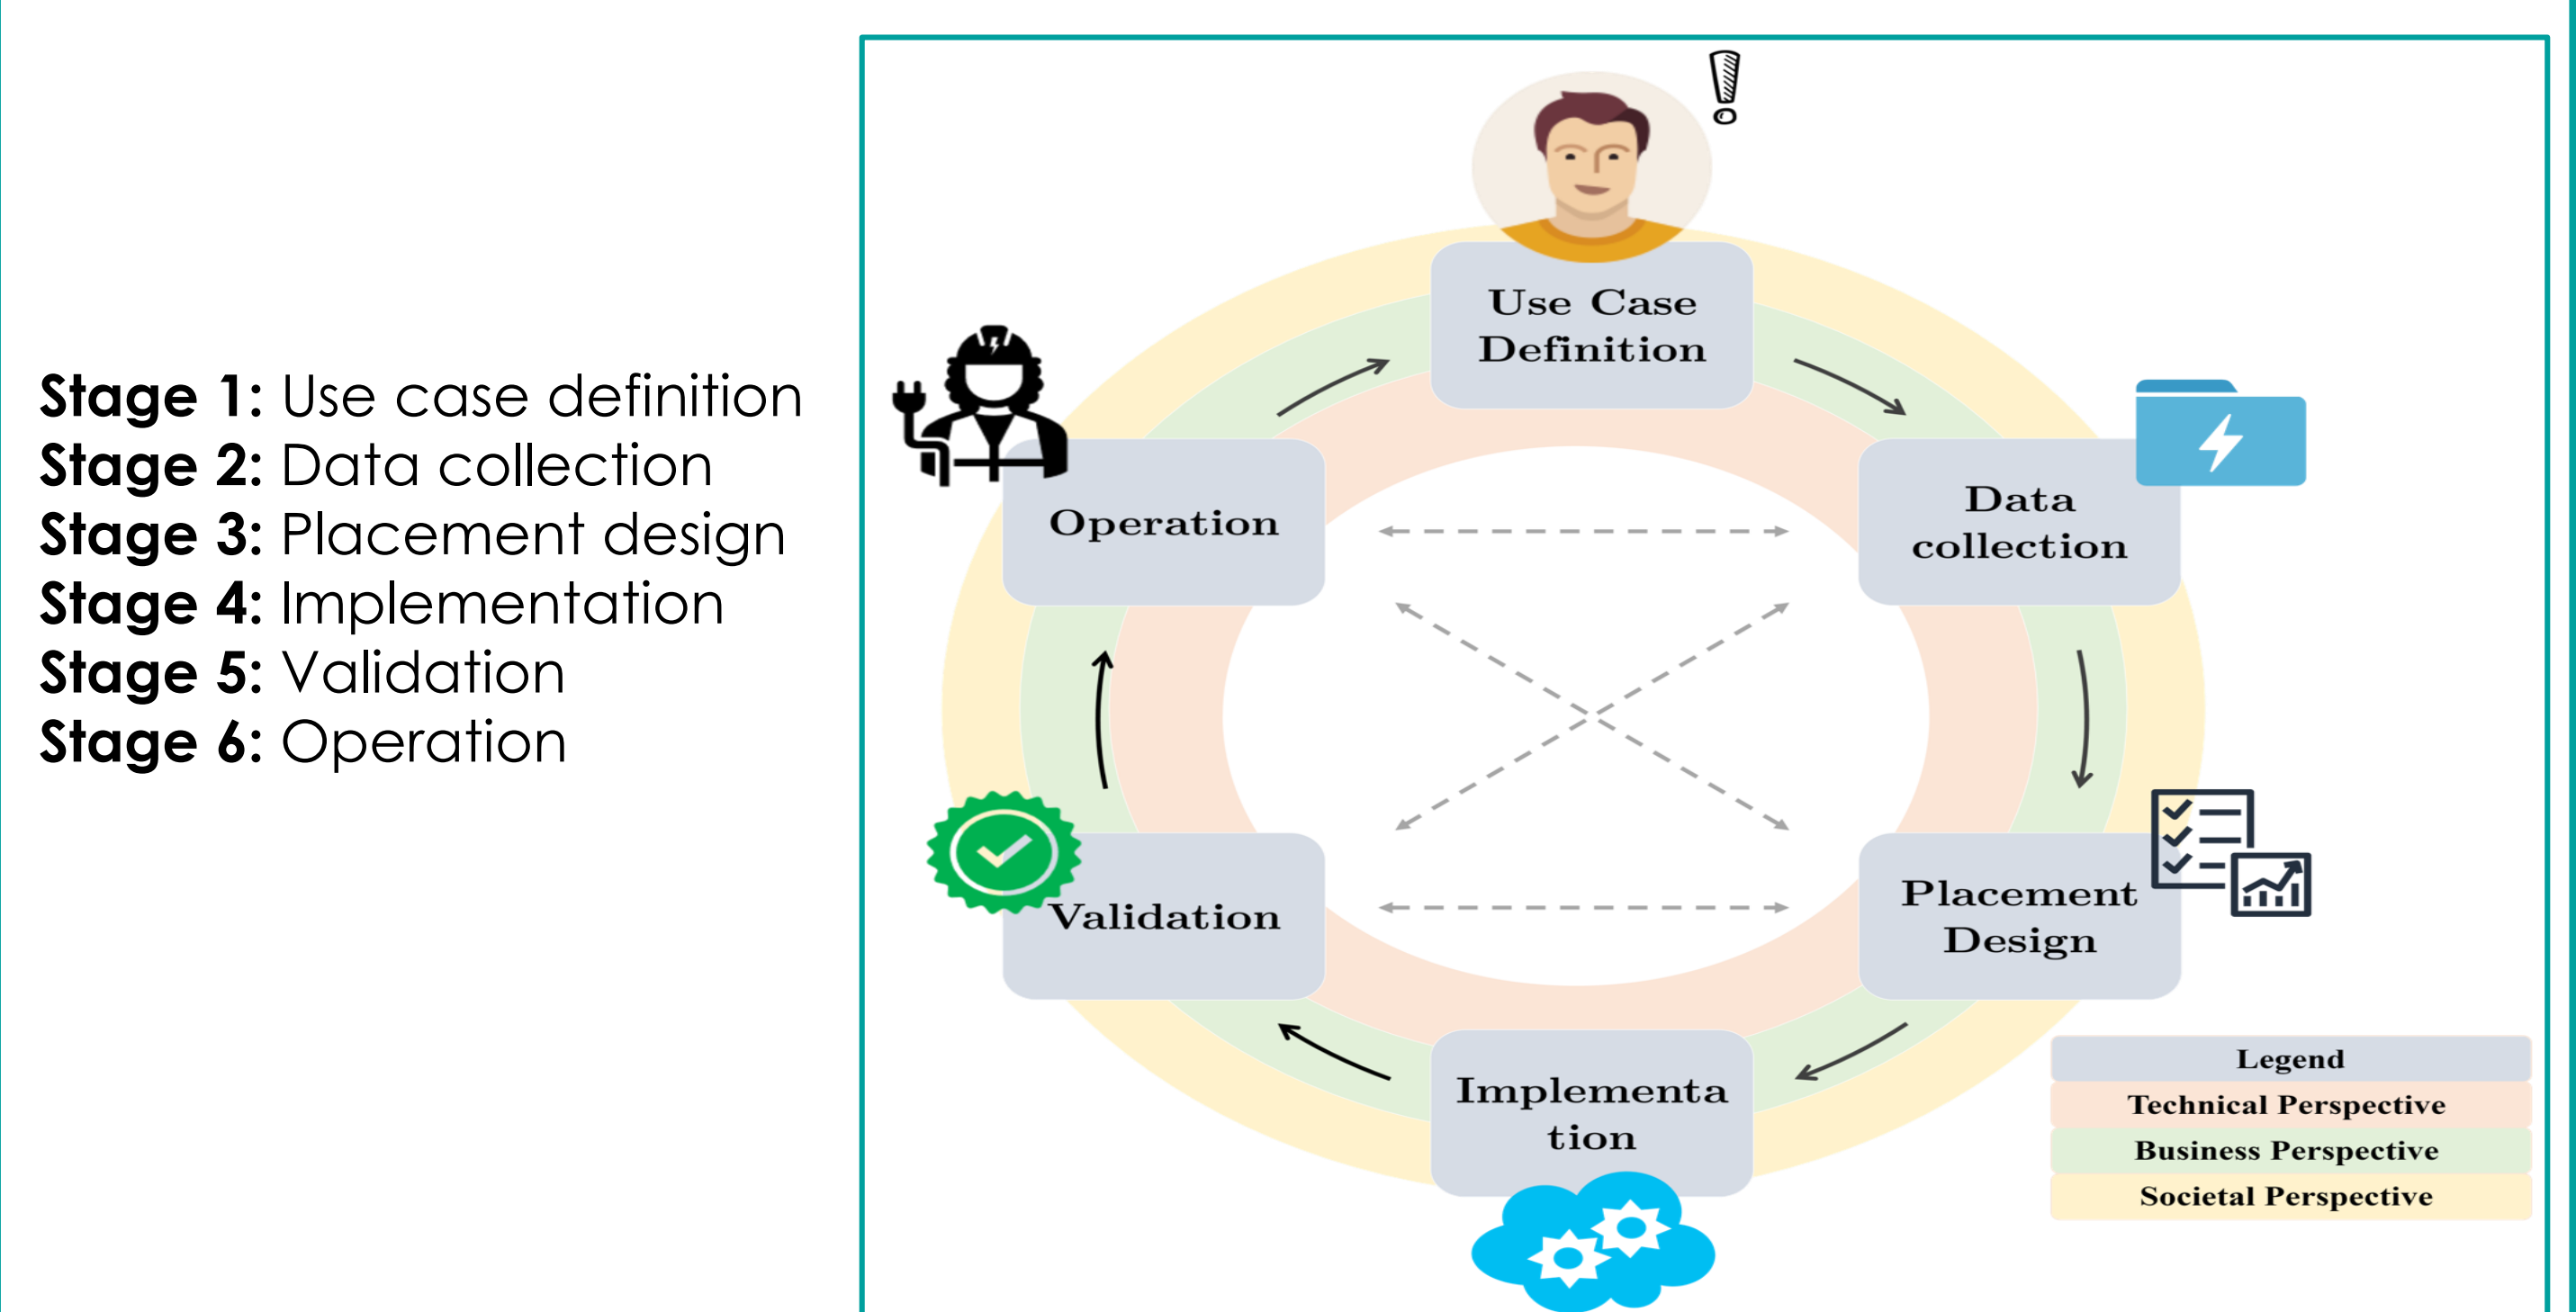 Stage 1: Use case definition
Stage 2: Data collection
Stage 3: Placement design
Stage 4: Implementation
Stage 5: Validation
Stage 6: Operation
Use Case
Definition
Operation
Data
collection
Validation
Placement
Design
Implementa
tion
Legend
Technical Perspective
Business Perspective
Societal Perspective